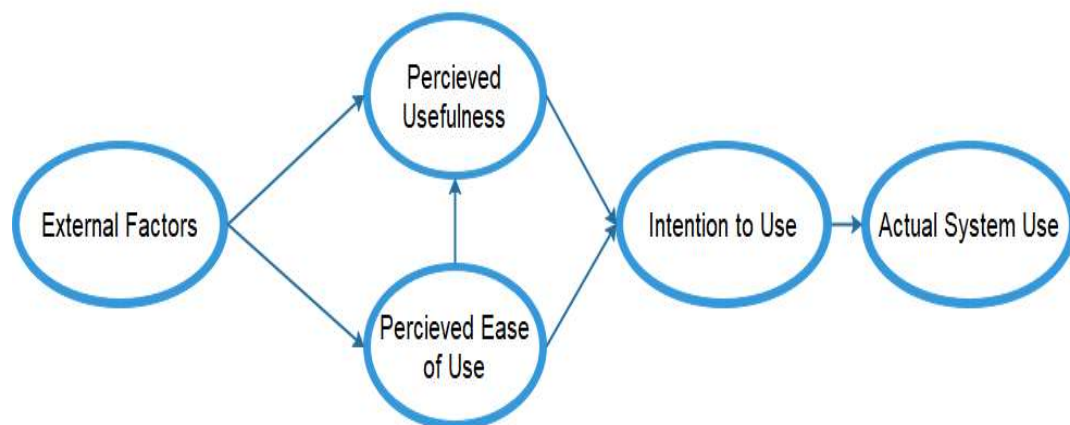 Percieved
Usefulness
External Factors
Intention to Use
Actual System Use
Percieved Ease
of Use